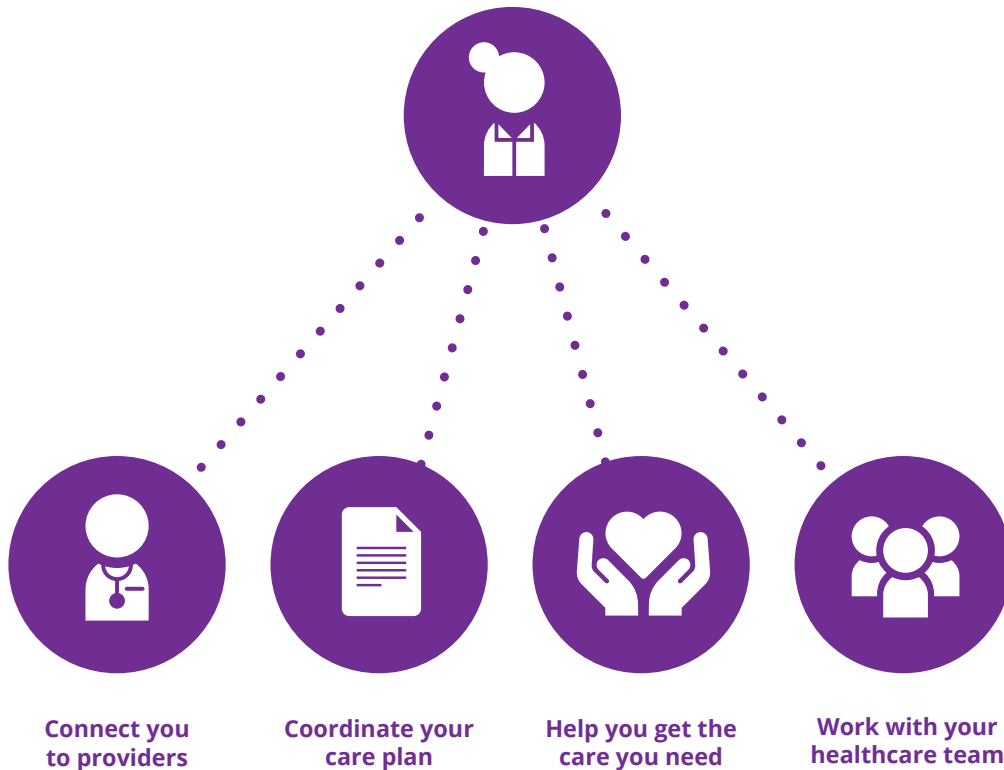 Connect you
to providers
Coordinate your
care plan
Help you get the
care you need
Work with your
healthcare team